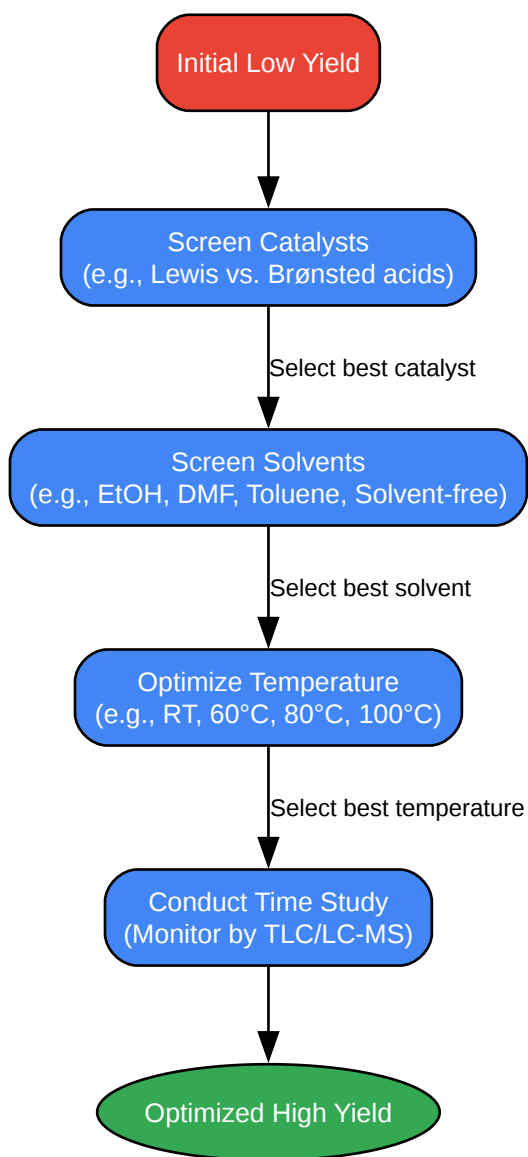 Initial Low Yield
Screen Catalysts
(e.g., Lewis vs. Brønsted acids)
Select best catalyst
Screen Solvents
(e.g., EtOH, DMF, Toluene, Solvent-free)
Select best solvent
Optimize Temperature
(e.g., RT, 60°C, 80°C, 100°C)
Select best temperature
Conduct Time Study
(Monitor by TLC/LC-MS)
Optimized High Yield